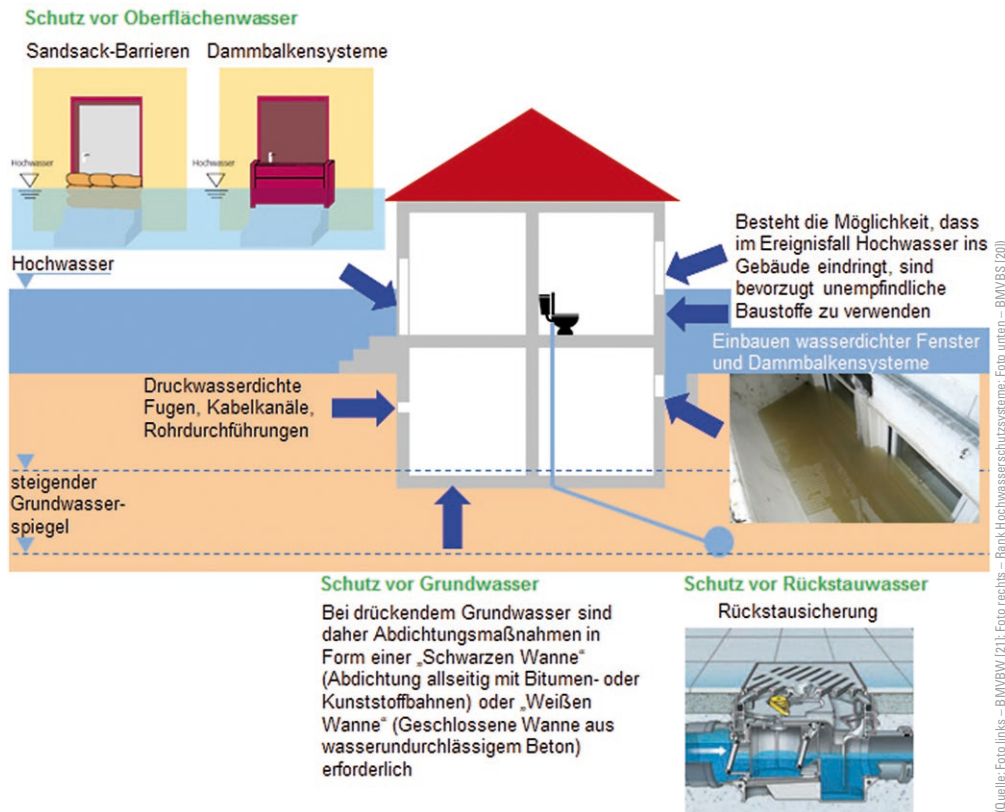 Schutz vor Oberflächenwasser
Sandsack-Barrieren
Dammbalkensysteme
Hochwasser
Hochwasser
Hochwasser
Besteht die Möglichkeit, dass
im Ereignisfall Hochwasser ins
Gebäude eindringt, sind
bevorzugt unempfindliche
Baustoffe zu verwenden
Einbauen wasserdichter Fenster
und Dammbalkensysteme
Druckwasserdichte
Fugen, Kabelkanäle,
Rohrdurchführungen
steigender
Grundwasser-
spiegel
Schutz vor Grundwasser
Bei drückendem Grundwasser sind
daher Abdichtungsmaßnahmen in
Form einer „Schwarzen Wanne“
(Abdichtung allseitig mit Bitumen- oder
Kunststoffbahnen) oder „Weißen
Wanne“ (Geschlossene Wanne aus
wasserundurchlässigem Beton)
erforderlich
Schutz vor Rückstauwasser
Rückstausicherung
(Quelle: Foto links – BMVBW [21]; Foto rechts – Rank Hochwasserschutzsysteme; Foto unten – BMVBS [20])